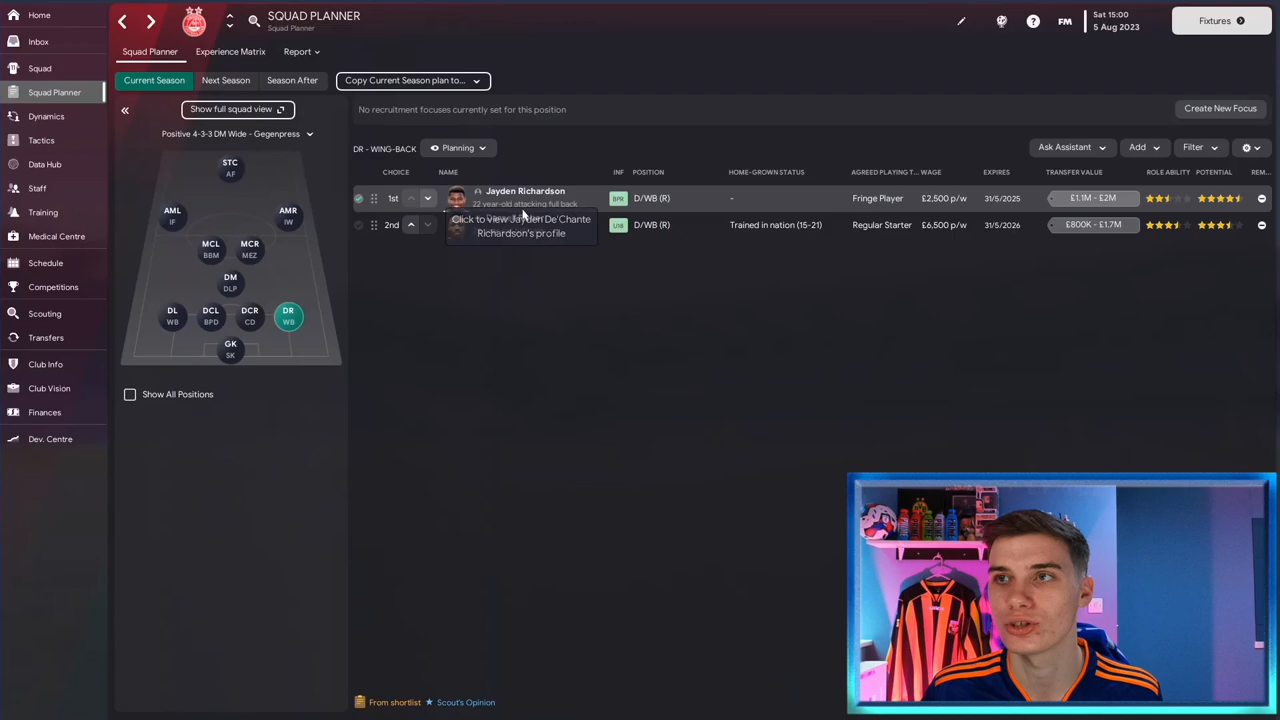 Home
Inbox
Squad
Squad Planner
Dynamics
Tactics
Data Hub
Staff
Training
Medical Centre
Schedule
Competitions
Scouting
Transfers
Club Info
Club Vision
Finances
Dev. Centre
SQUAD PLANNER
Squad Planner
FM
Sat 15:00
5 Aug 2023
Fixtures
Squad Planner Experience Matrix Report
Current Season Next Season Season After Copy Current Season plan to...
Show full squad view
Positive 4-3-3 DM Wide - Gegenpress
STC
AF
AML
IF
AMR
IW
MCL
BBM
MCR
MEZ
DM
DLP
DL
WB
DCL
BPD
DCR
CD
DR
WB
GK
SK
Show All Positions
No recruitment focuses currently set for this position
Create New Focus
DR - WING-BACK Planning Ask Assistant Add Filter
CHOICE NAME INF POSITION HOME-GROWN STATUS AGREED PLAYING T... WAGE EXPIRES TRANSFER VALUE ROLE ABILITY POTENTIAL REM...
1st Jayden Richardson BPR D/WB (R) - Fringe Player £2,500 p/w 31/5/2025 £1.1M - £2M
22 year-old attacking full back
2nd U18 D/WB (R) Trained in nation (15-21) Regular Starter £6,500 p/w 31/5/2026 £800K - £1.7M
Click to view Jayden De'Chante
Richardson's profile
From shortlist Scout's Opinion